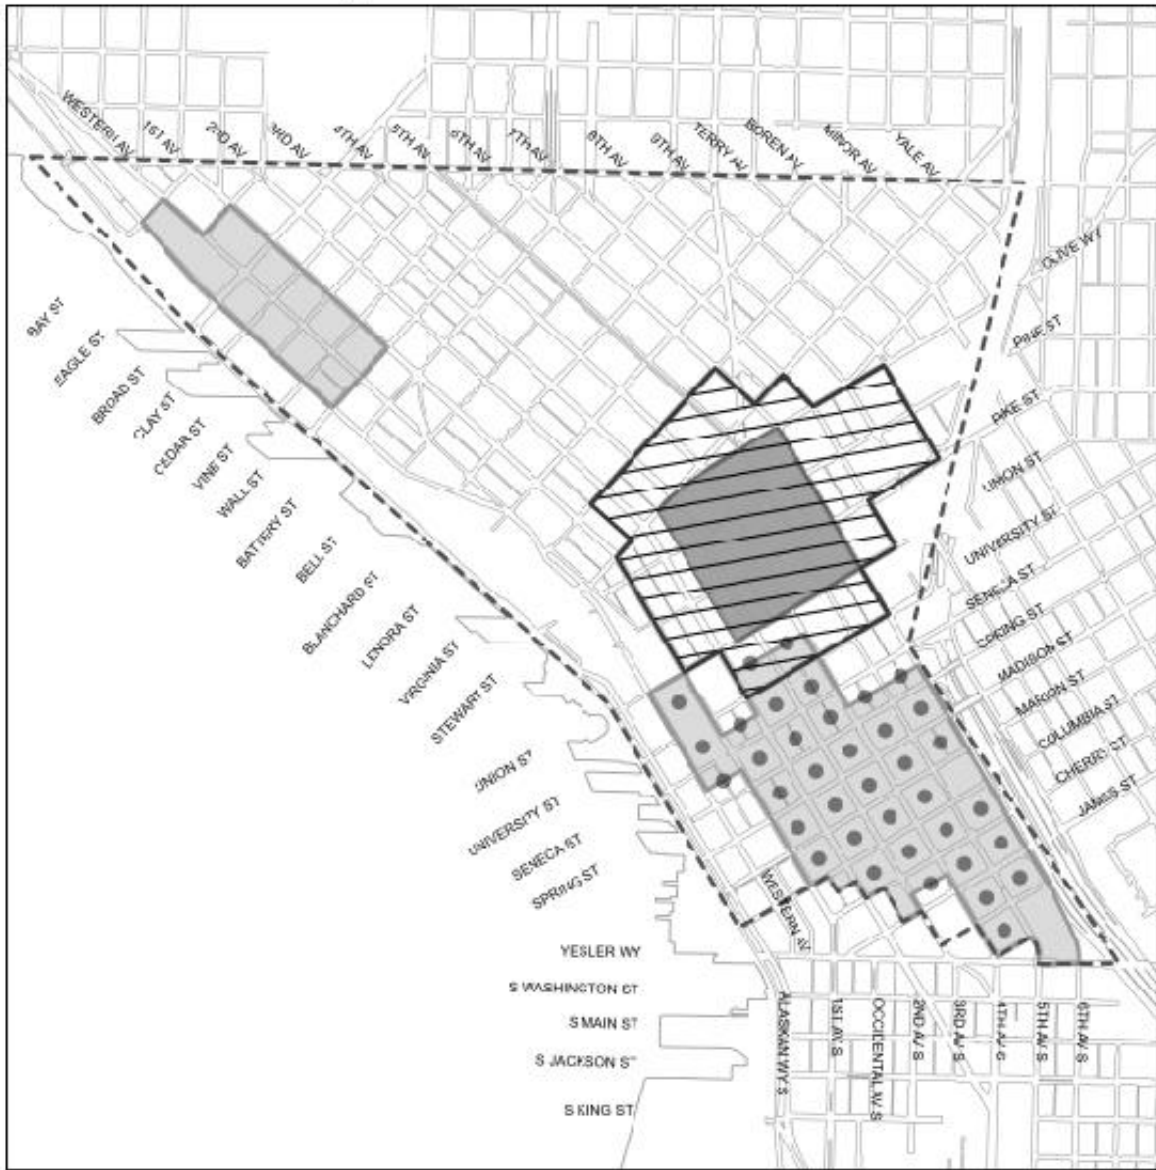 WESTERN AV
1ST AV
2ND AV
3RD AV
4TH AV
5TH AV
6TH AV
7TH AV
8TH AV
9TH AV
TERRY AV
BOREN AV
MINOR AV
YALE AV
OLIVE WY
PINE ST
PIKE ST
UNION ST
UNIVERSITY ST
SENECA ST
SPRING ST
MADISON ST
MARION ST
COLUMBIA ST
CHERRY ST
JAMES ST
BAY ST
EAGLE ST
BROAD ST
CLAY ST
CEDAR ST
VINE ST
WALL ST
BATTERY ST
BELL ST
BLANCHARD ST
LENORA ST
VIRGINIA ST
STEWART ST
UNION ST
UNIVERSITY ST
SENECA ST
SPRING ST
WESTERN AV
YESLER WY
S WASHINGTON ST
S MAIN ST
S JACKSON ST
S KING ST
ALASKAN WY S
1ST AV S
OCCIDENTAL AV S
2ND AV S
3RD AV S
4TH AV S
5TH AV S
6TH AV S